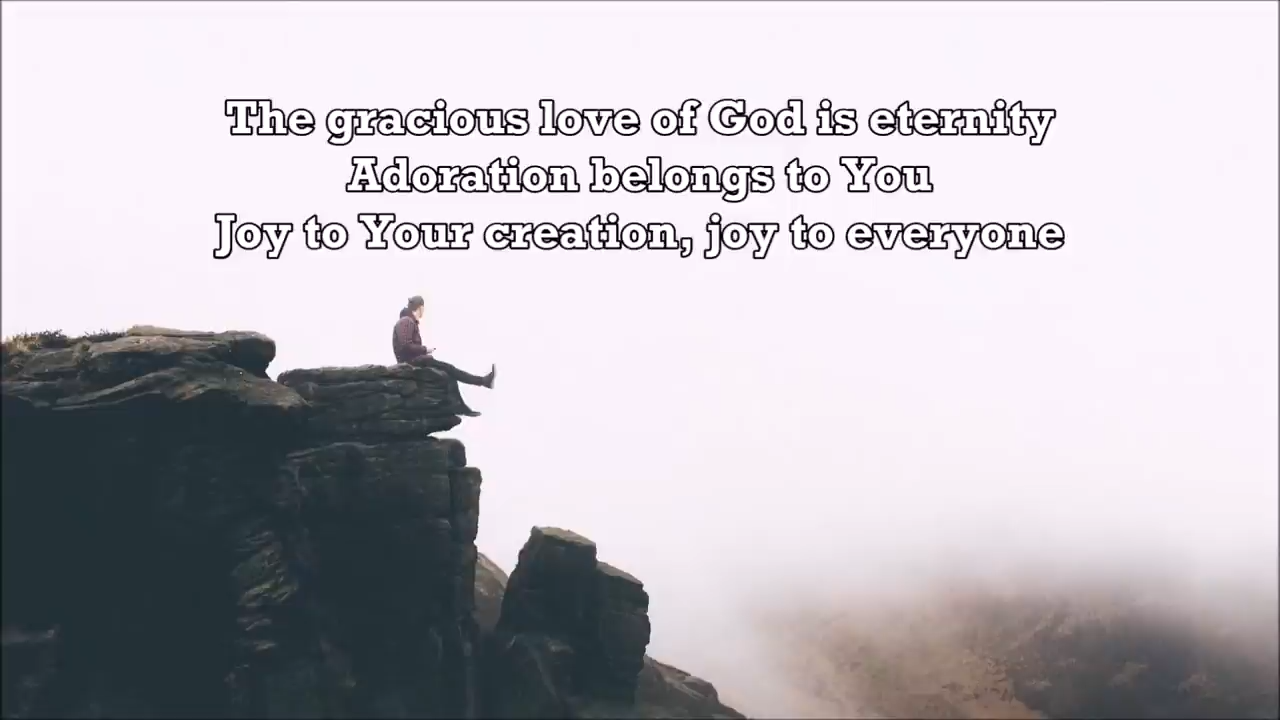 The gracious love of God is eternity
Adoration belongs to You
Joy to Your creation, joy to everyone